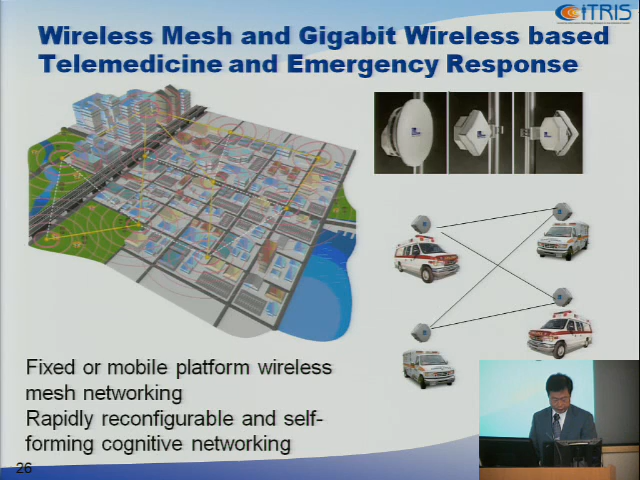 iTRIS
Wireless Mesh and Gigabit Wireless based
Telemedicine and Emergency Response
Fixed or mobile platform wireless
mesh networking
Rapidly reconfigurable and self-
forming cognitive networking
26